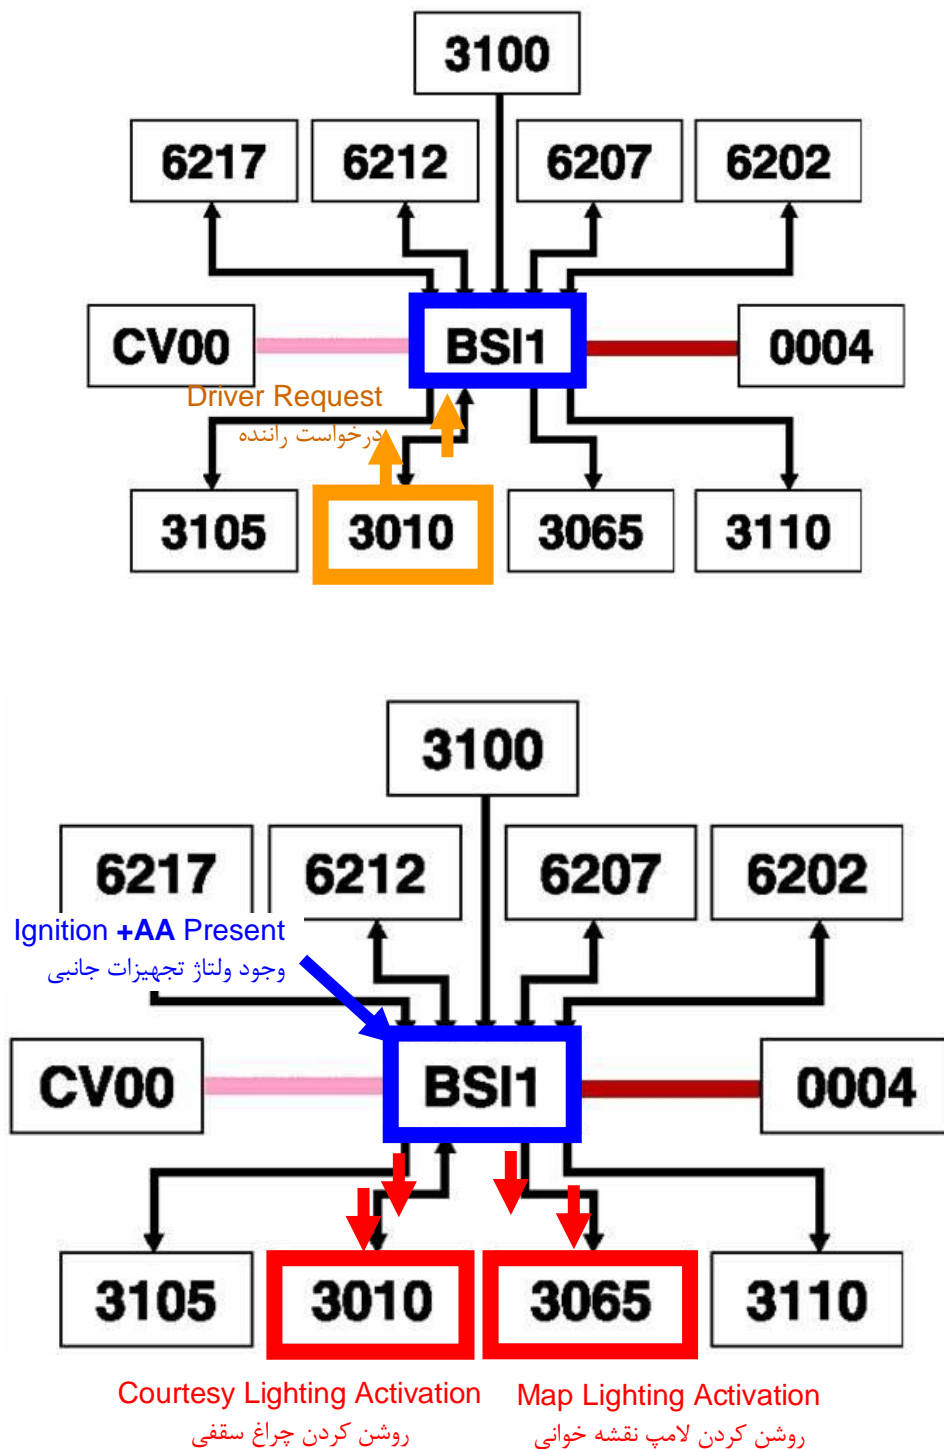 3100
6217
6212
6207
6202
CV00
BSI1
0004
Driver Request
درخواست راننده
3105
3010
3065
3110
3100
6217
6212
6207
6202
Ignition +AA Present
وجود ولتاژ تجهیزات جانبی
CV00
BSI1
0004
3105
3010
3065
3110
Courtesy Lighting Activation
روشن کردن چراغ سقفی
Map Lighting Activation
روشن کردن لامپ نقشه خوانی